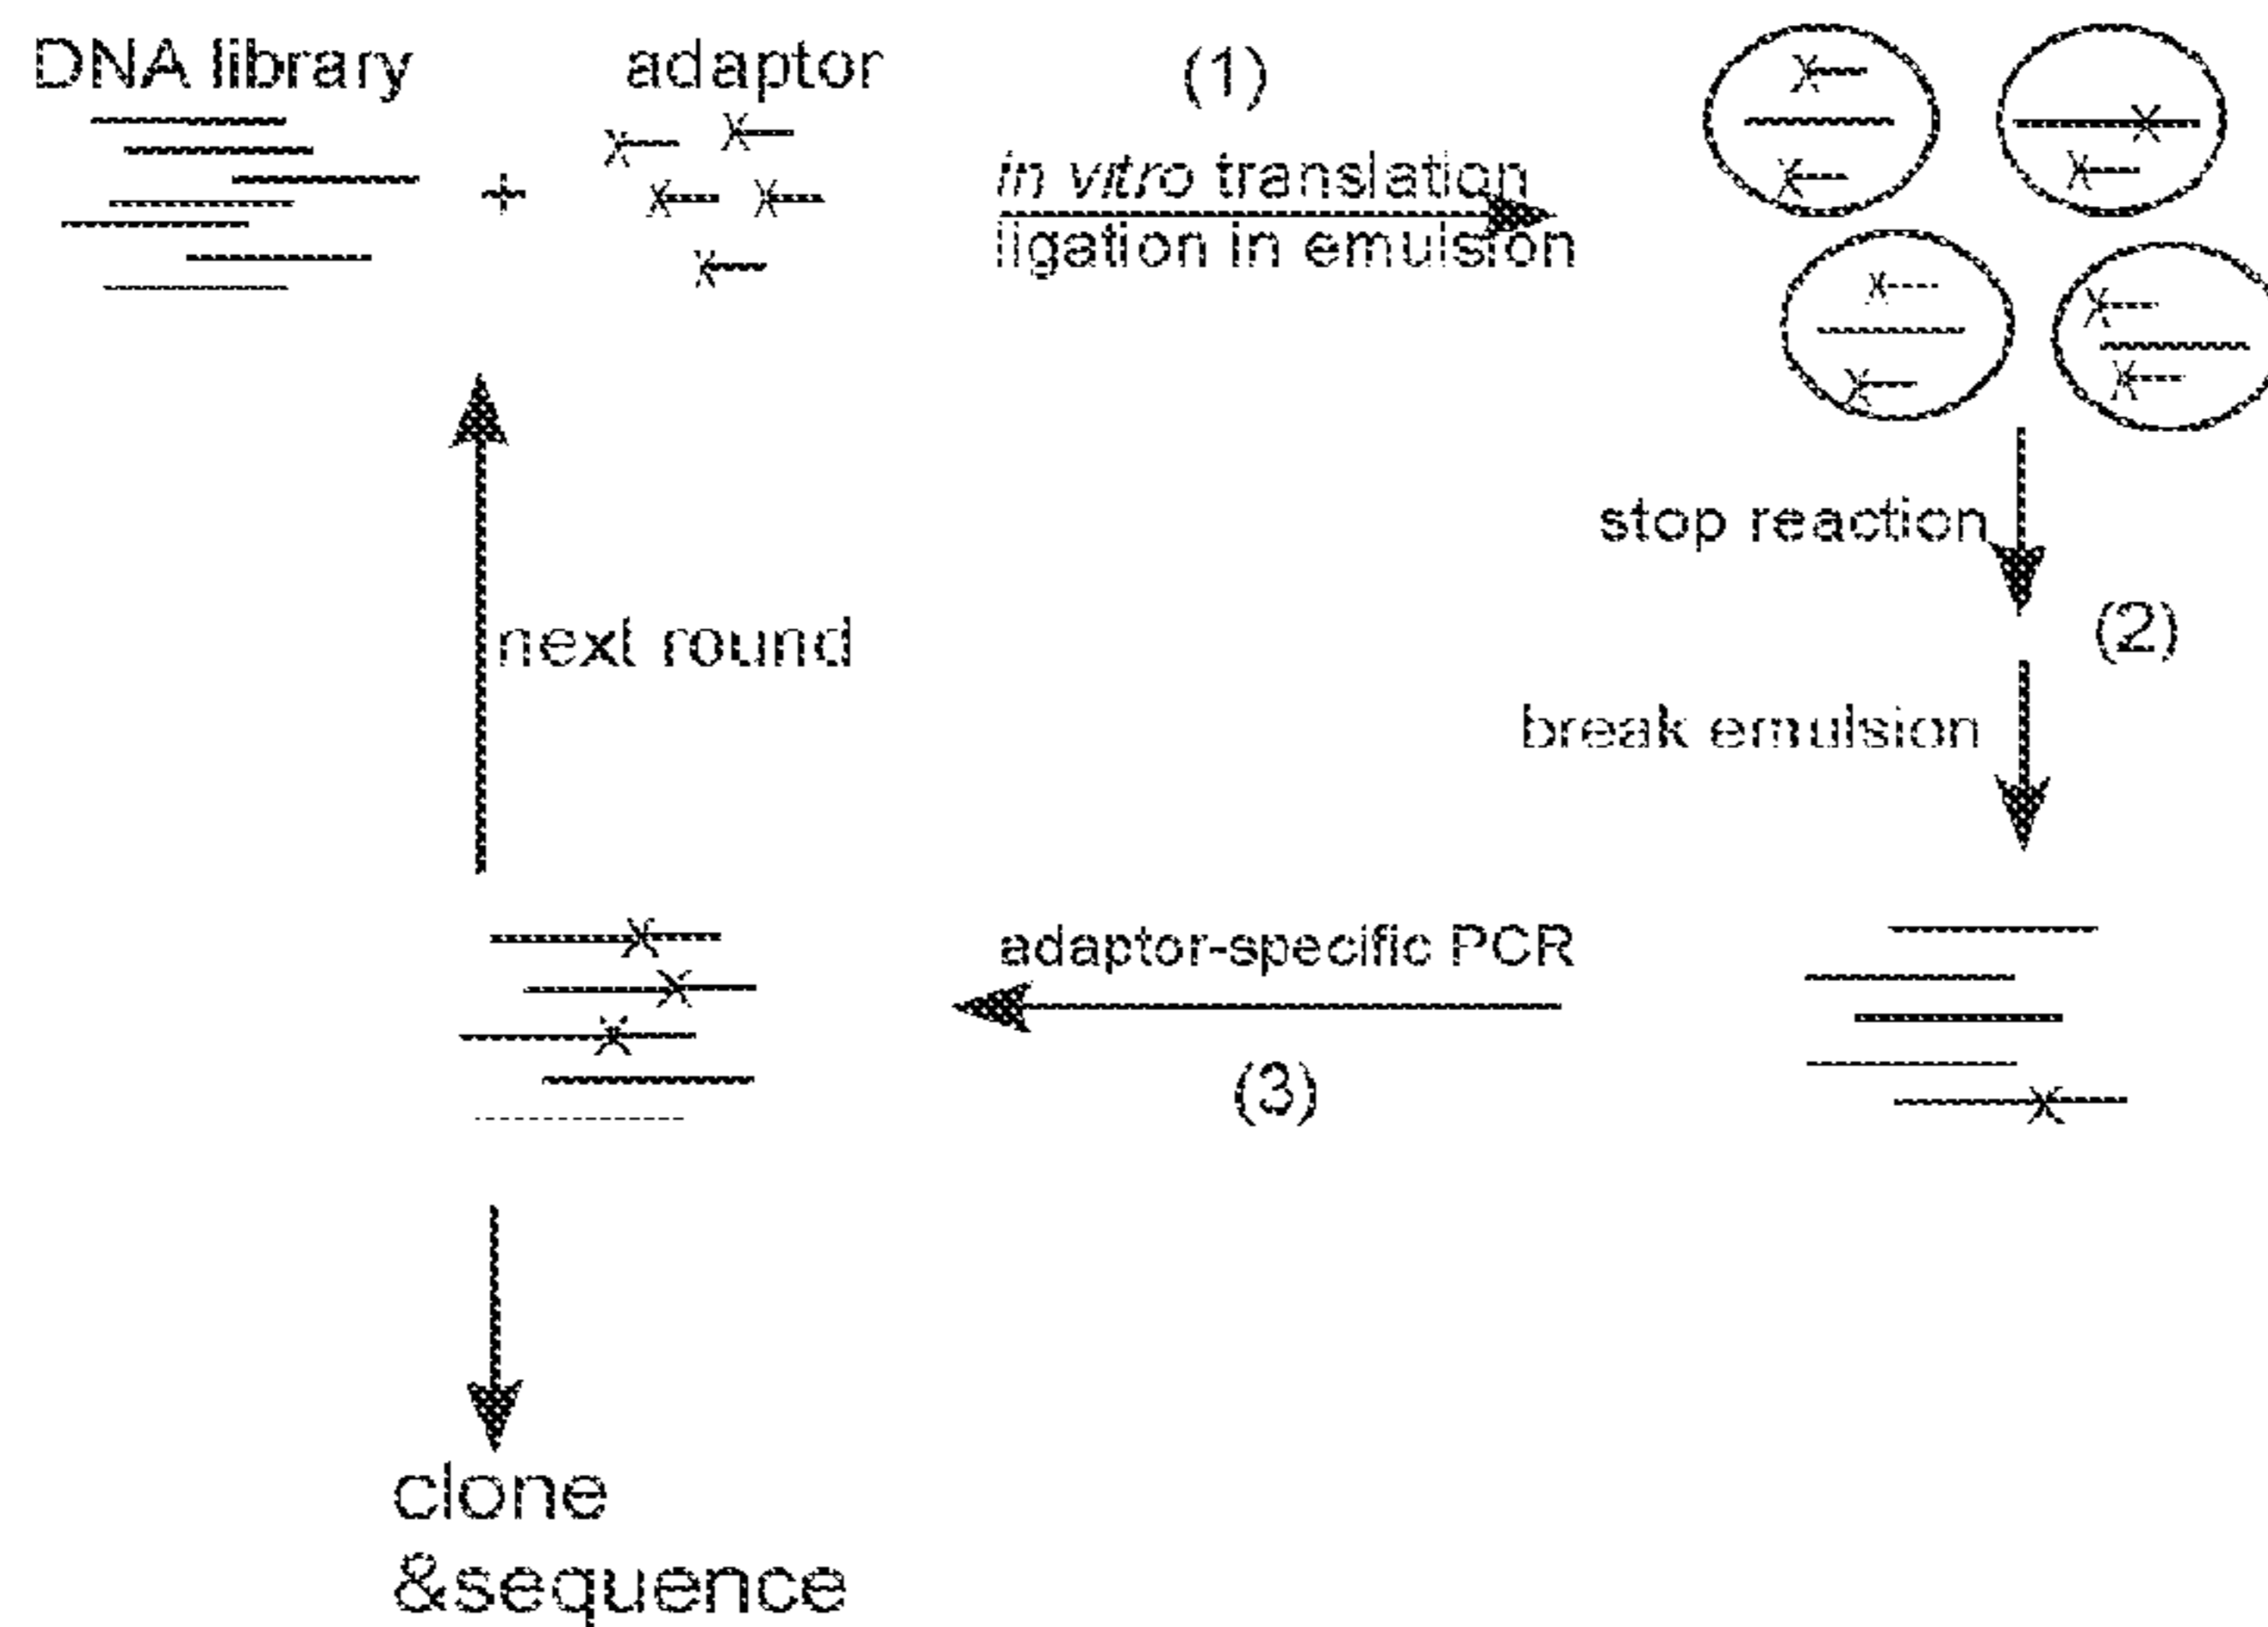 DNA library
adaptor
(1)
+
in vitro translation
ligation in emulsion
stop reaction
(2)
next round
break emulsion
adaptor-specific PCR
(3)
clone
&sequence